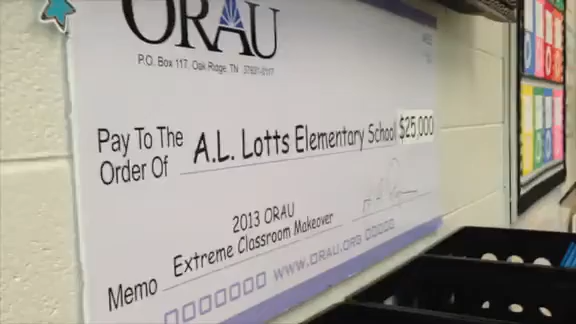 ORAU
P.O. Box 117, Oak Ridge, TN 37831-0117
Pay To The
Order Of
A.L. Lotts Elementary School $25,000
2013 ORAU
Memo Extreme Classroom Makeover
WWW.ORAU.ORG